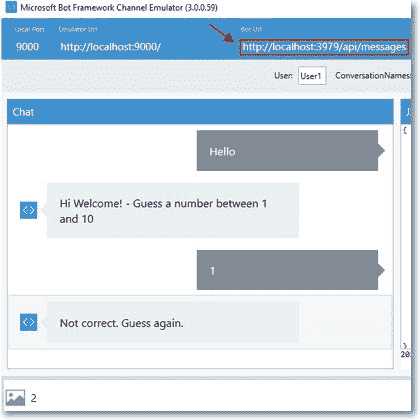 Microsoft Bot Framework Channel Emulator (3.0.0.59)
Local Port Emulator Url Bot Url
9000 http://localhost:9000/ http://localhost:3979/api/messages
User: User1 ConversationNames:
Chat
Hello
Hi Welcome! - Guess a number between 1
and 10
1
Not correct. Guess again.
2